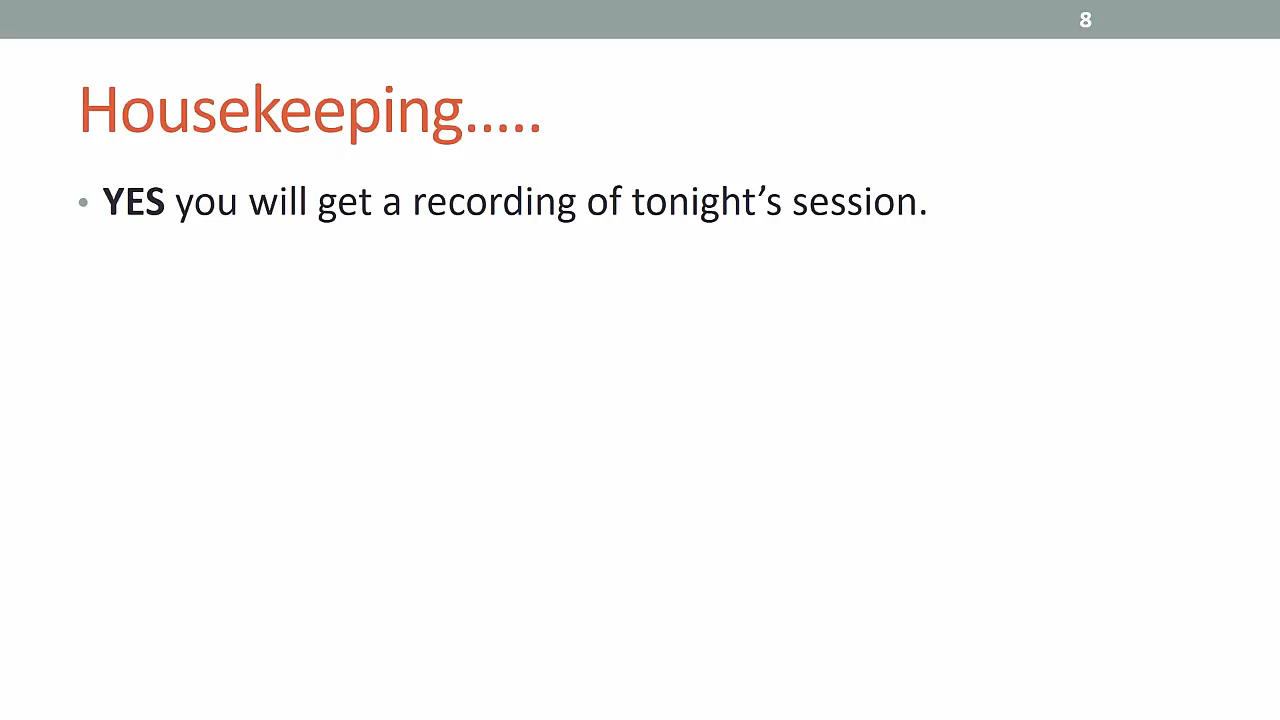 8
Housekeeping.....
• YES you will get a recording of tonight’s session.